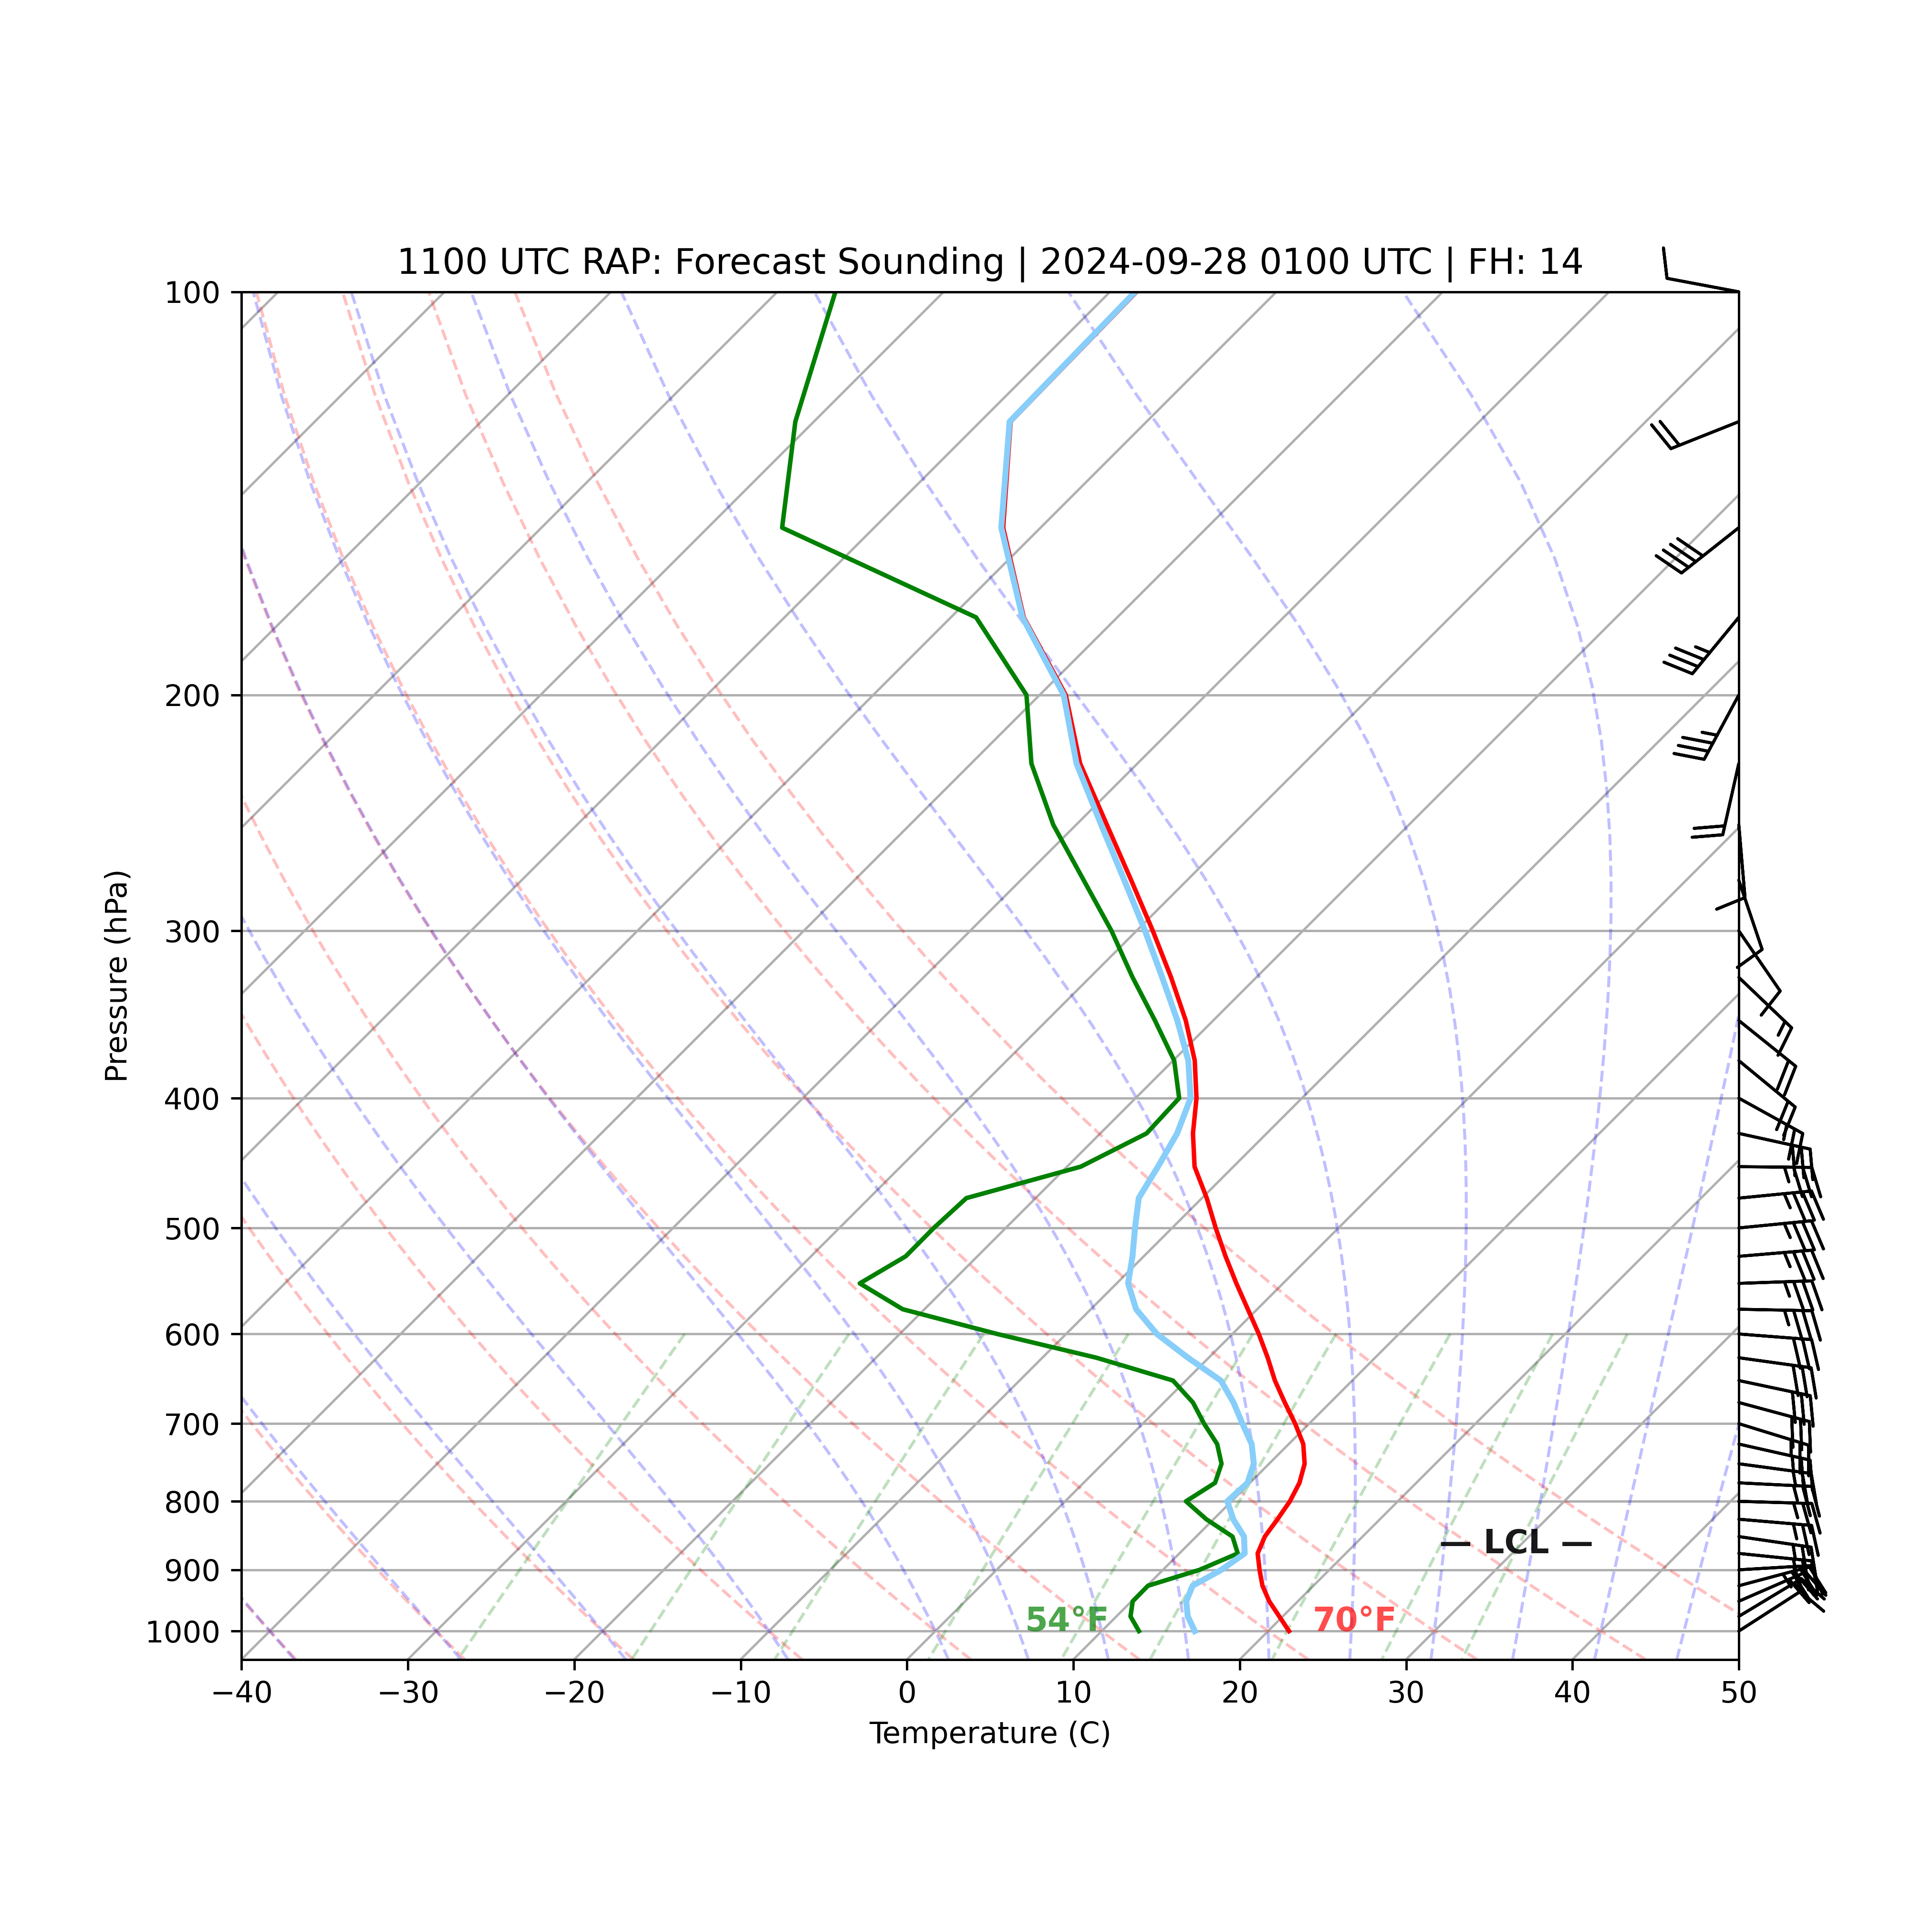 1100 UTC RAP: Forecast Sounding | 2024-09-28 0100 UTC | FH: 14
100
200
300
400
500
600
700
800
900
1000
Pressure (hPa)
— LCL —
54°F
70°F
−40 −30 −20 −10 0 10 20 30 40 50
Temperature (C)